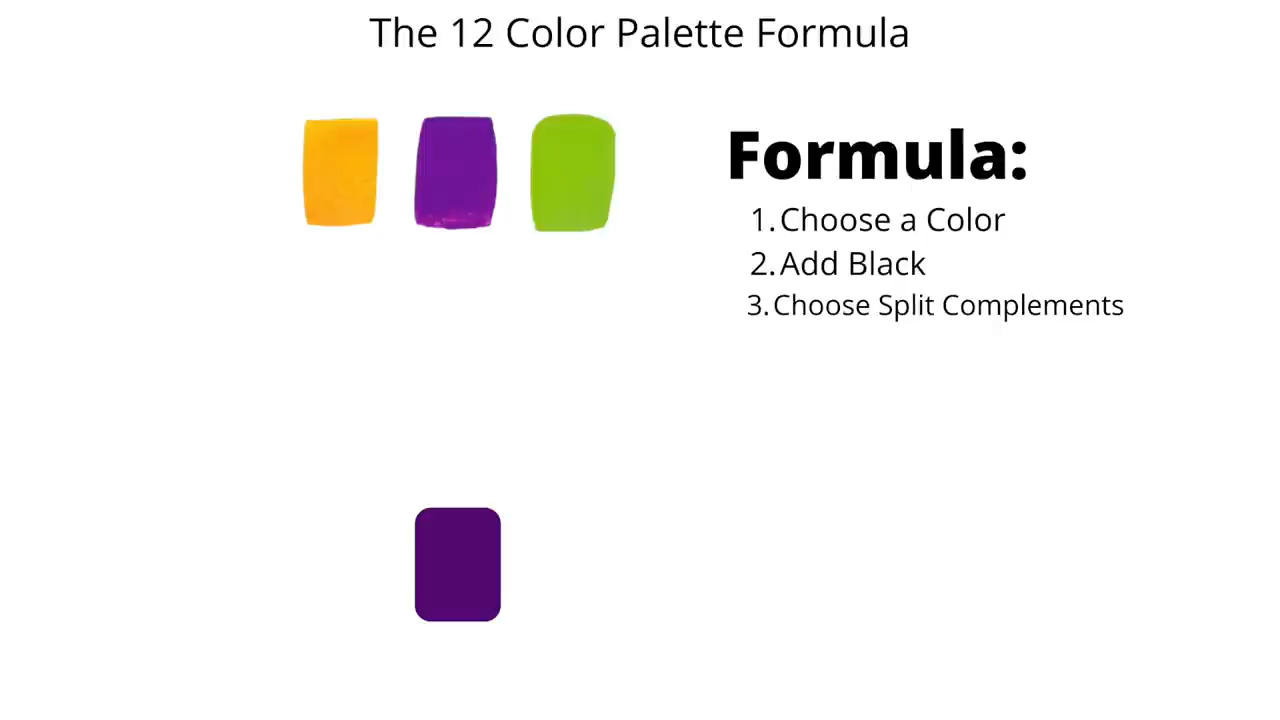 The 12 Color Palette Formula
Formula:
1. Choose a Color
2. Add Black
3. Choose Split Complements